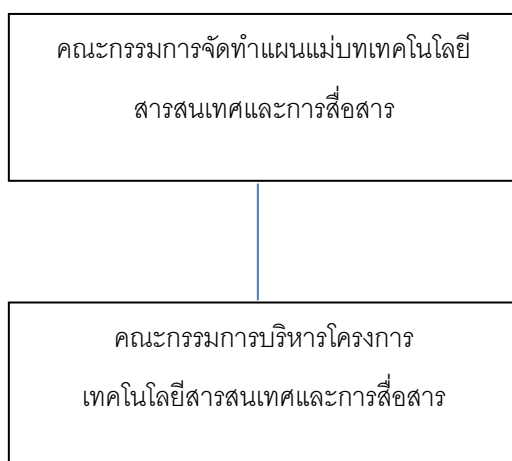 คณะกรรมการจัดทำแผนแม่บทเทคโนโลยี
สารสนเทศและการสื่อสาร
คณะกรรมการบริหารโครงการ
เทคโนโลยีสารสนเทศและการสื่อสาร